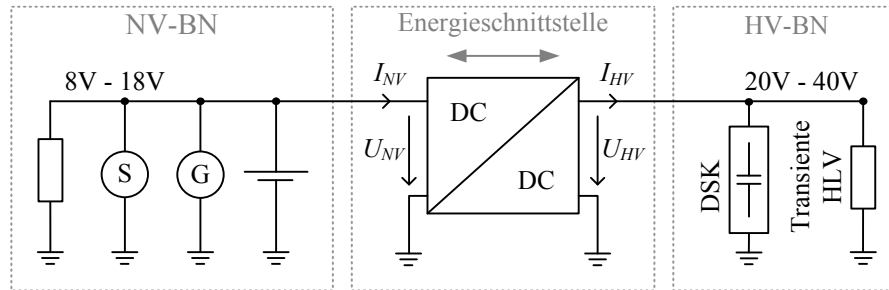 NV-BN
Energieschnittstelle
HV-BN
8V - 18V
I_NV
I_HV
20V - 40V
DC
U_NV
U_HV
S
G
DC
DSK
Transiente
HLV